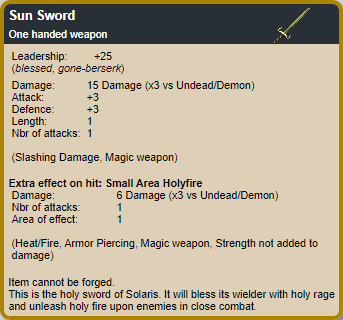 Sun Sword
One handed weapon
Leadership: +25
(blessed, gone-berserk)
Damage: 15 Damage (x3 vs Undead/Demon)
Attack: +3
Defence: +3
Length: 1
Nbr of attacks: 1
(Slashing Damage, Magic weapon)
Extra effect on hit: Small Area Holyfire
Damage: 6 Damage (x3 vs Undead/Demon)
Nbr of attacks: 1
Area of effect: 1
(Heat/Fire, Armor Piercing, Magic weapon, Strength not added to
damage)
Item cannot be forged.
This is the holy sword of Solaris. It will bless its wielder with holy rage
and unleash holy fire upon enemies in close combat.